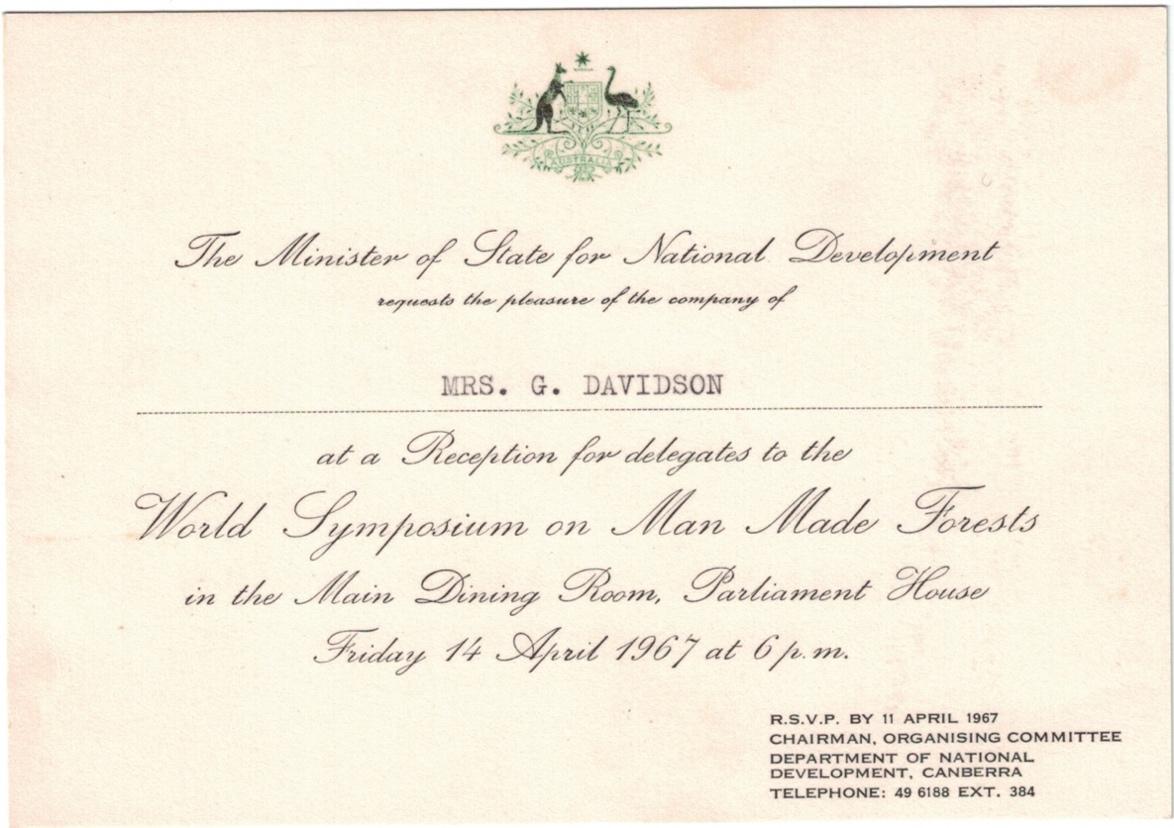 AUSTRALIA
The Minister of State for National Development
requests the pleasure of the company of
MRS. G. DAVIDSON
at a Reception for delegates to the
World Symposium on Man Made Forests
in the Main Dining Room, Parliament House
Friday 14 April 1967 at 6 p.m.
R.S.V.P. BY 11 APRIL 1967
CHAIRMAN, ORGANISING COMMITTEE
DEPARTMENT OF NATIONAL
DEVELOPMENT, CANBERRA
TELEPHONE: 49 6188 EXT. 384